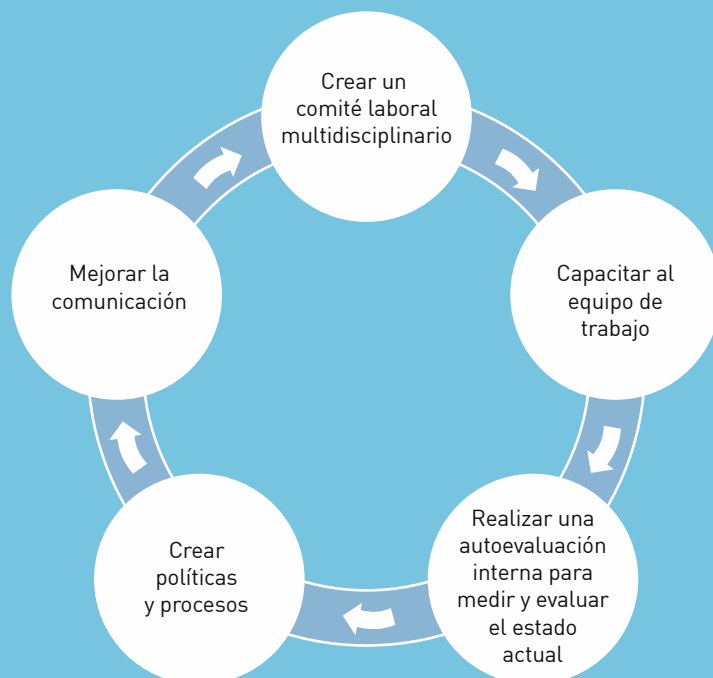 Crear un
comité laboral
multidisciplinario
Capacitar al
equipo de
trabajo
Realizar una
autoevaluación
interna para
medir y evaluar
el estado
actual
Crear
políticas
y procesos
Mejorar la
comunicación